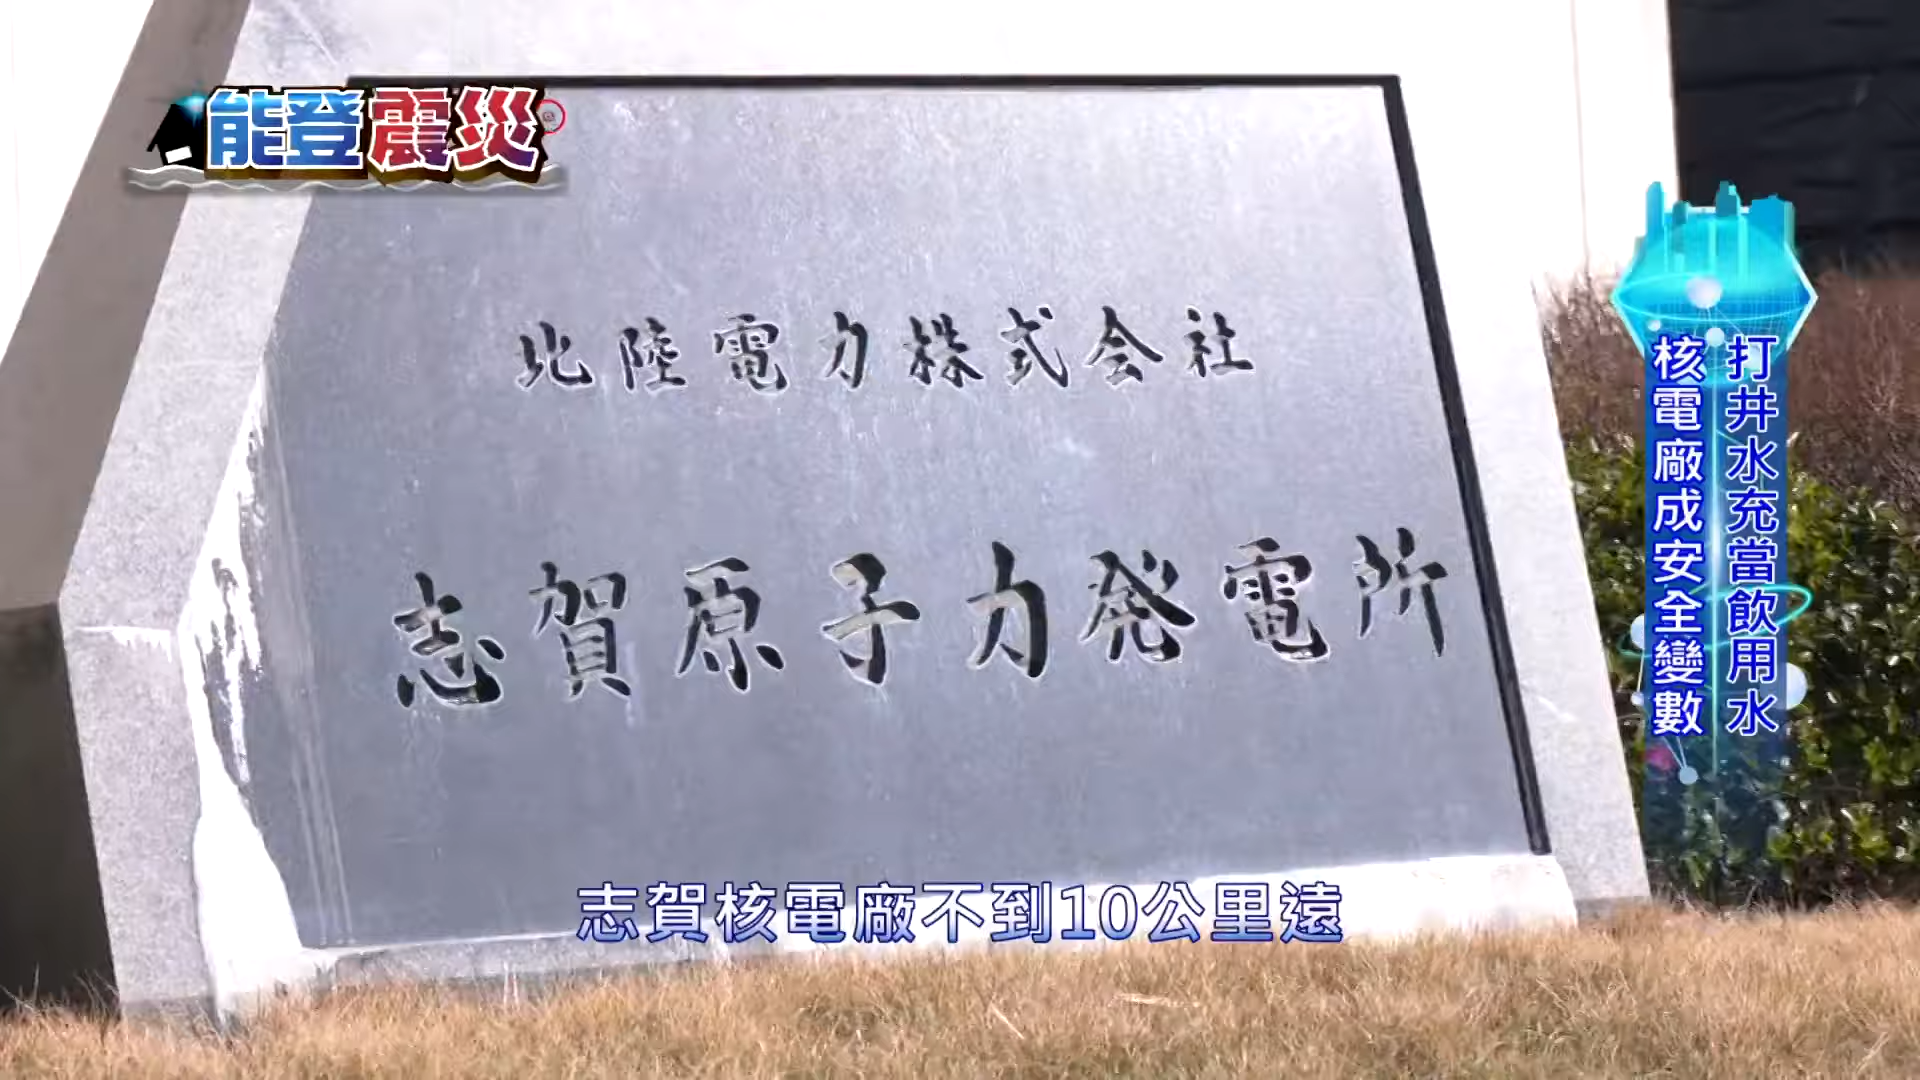 能登震災
北陸電力株式会社
志賀原子力発電所
打井水充當飲用水
核電廠成安全變數
志賀核電廠不到10公里遠